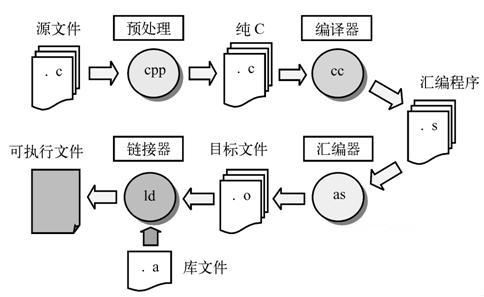 源文件
预处理
纯C
编译器
. c
cpp
. c
cc
汇编程序
. s
可执行文件
链接器
目标文件
汇编器
ld
. o
as
. a
库文件